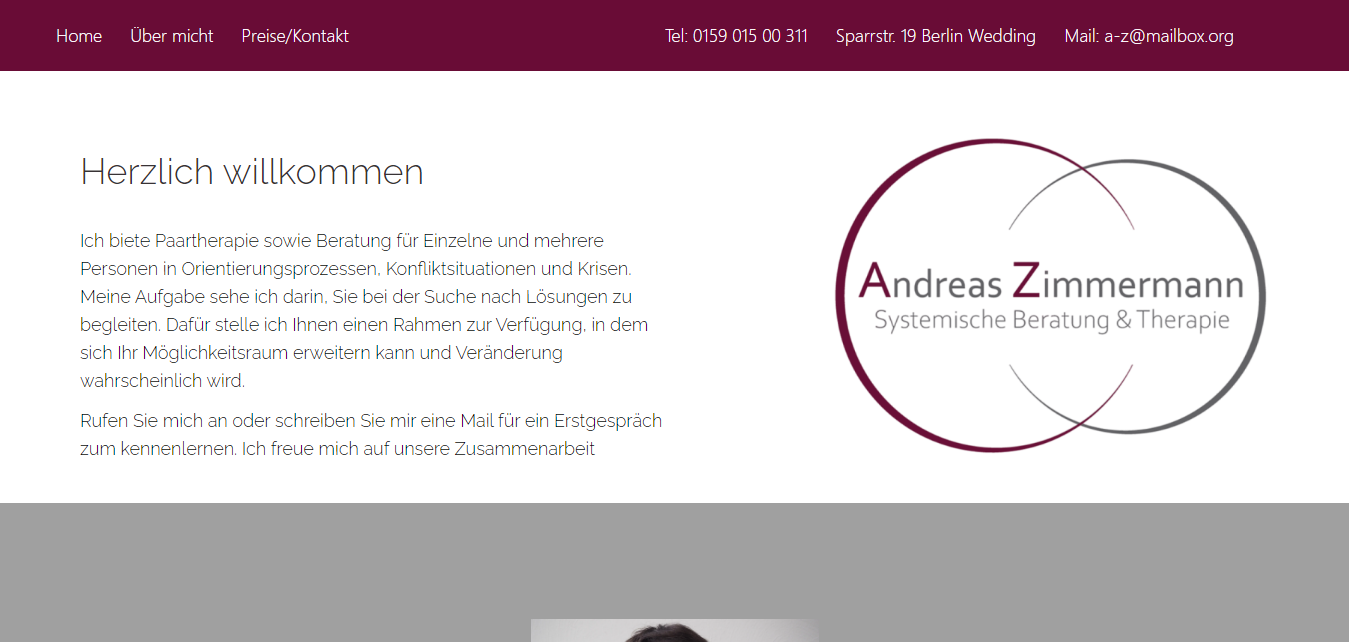 Home Über micht Preise/Kontakt Tel: 0159 015 00 311 Sparrstr. 19 Berlin Wedding Mail: a-z@mailbox.org
Herzlich willkommen
Ich biete Paartherapie sowie Beratung für Einzelne und mehrere
Personen in Orientierungsprozessen, Konfliktsituationen und Krisen.
Meine Aufgabe sehe ich darin, Sie bei der Suche nach Lösungen zu
begleiten. Dafür stelle ich Ihnen einen Rahmen zur Verfügung, in dem
sich Ihr Möglichkeitsraum erweitern kann und Veränderung
wahrscheinlich wird.
Rufen Sie mich an oder schreiben Sie mir eine Mail für ein Erstgespräch
zum kennenlernen. Ich freue mich auf unsere Zusammenarbeit
Andreas Zimmermann
Systemische Beratung & Therapie